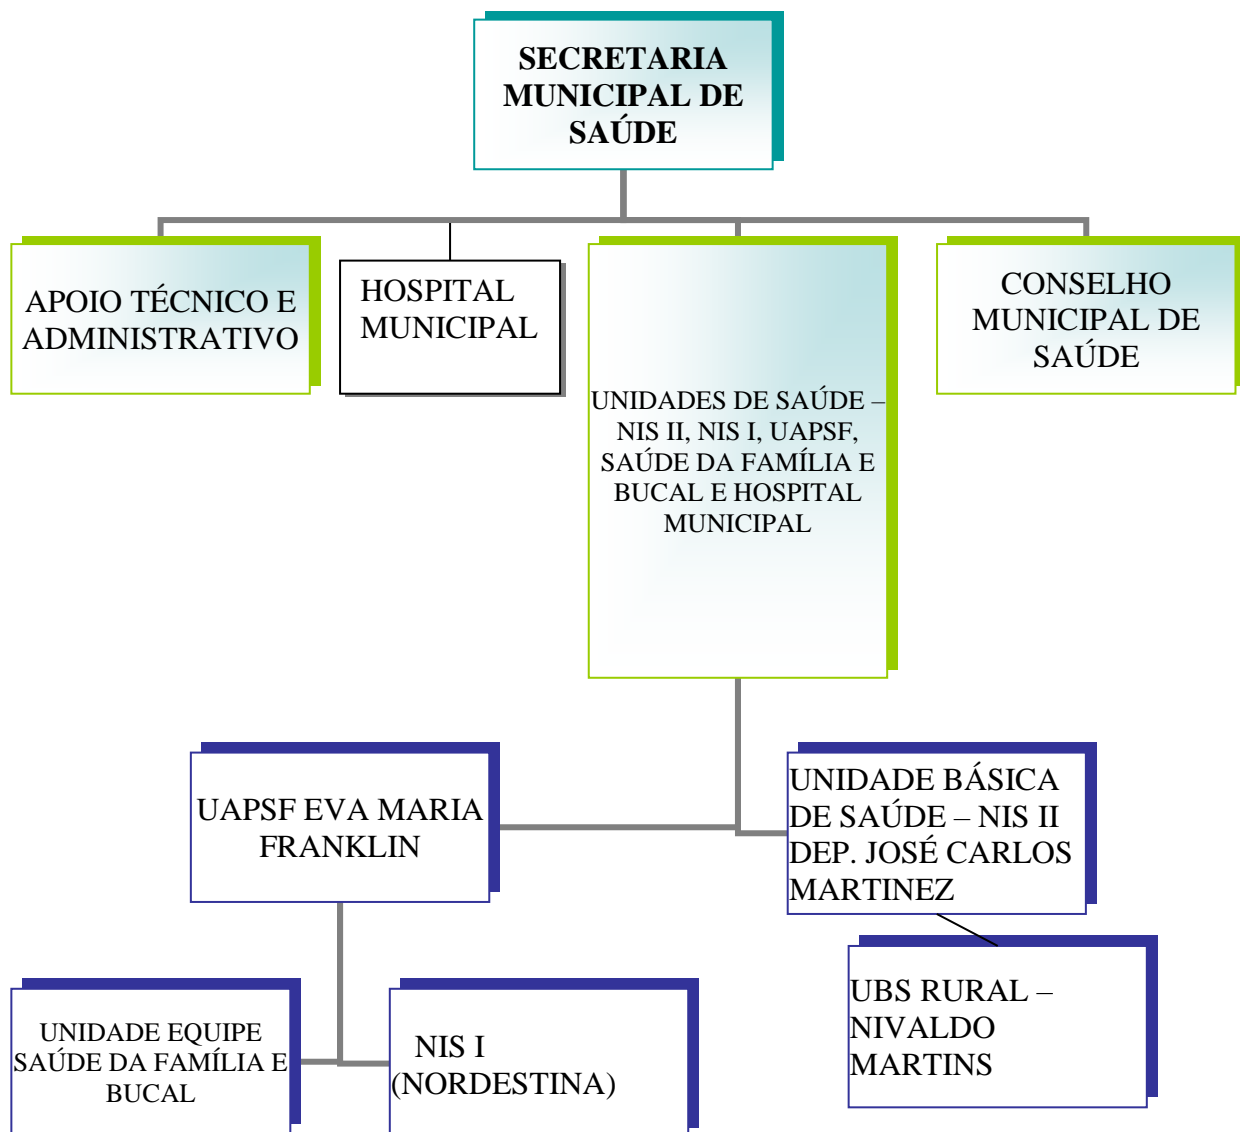 SECRETARIA
MUNICIPAL DE
SAÚDE
APOIO TÉCNICO E
ADMINISTRATIVO
HOSPITAL
MUNICIPAL
UNIDADES DE SAÚDE –
NIS II, NIS I, UAPSF,
SAÚDE DA FAMÍLIA E
BUCAL E HOSPITAL
MUNICIPAL
CONSELHO
MUNICIPAL DE
SAÚDE
UAPSF EVA MARIA
FRANKLIN
UNIDADE BÁSICA
DE SAÚDE – NIS II
DEP. JOSÉ CARLOS
MARTINEZ
UNIDADE EQUIPE
SAÚDE DA FAMÍLIA E
BUCAL
NIS I
(NORDESTINA)
UBS RURAL –
NIVALDO
MARTINS